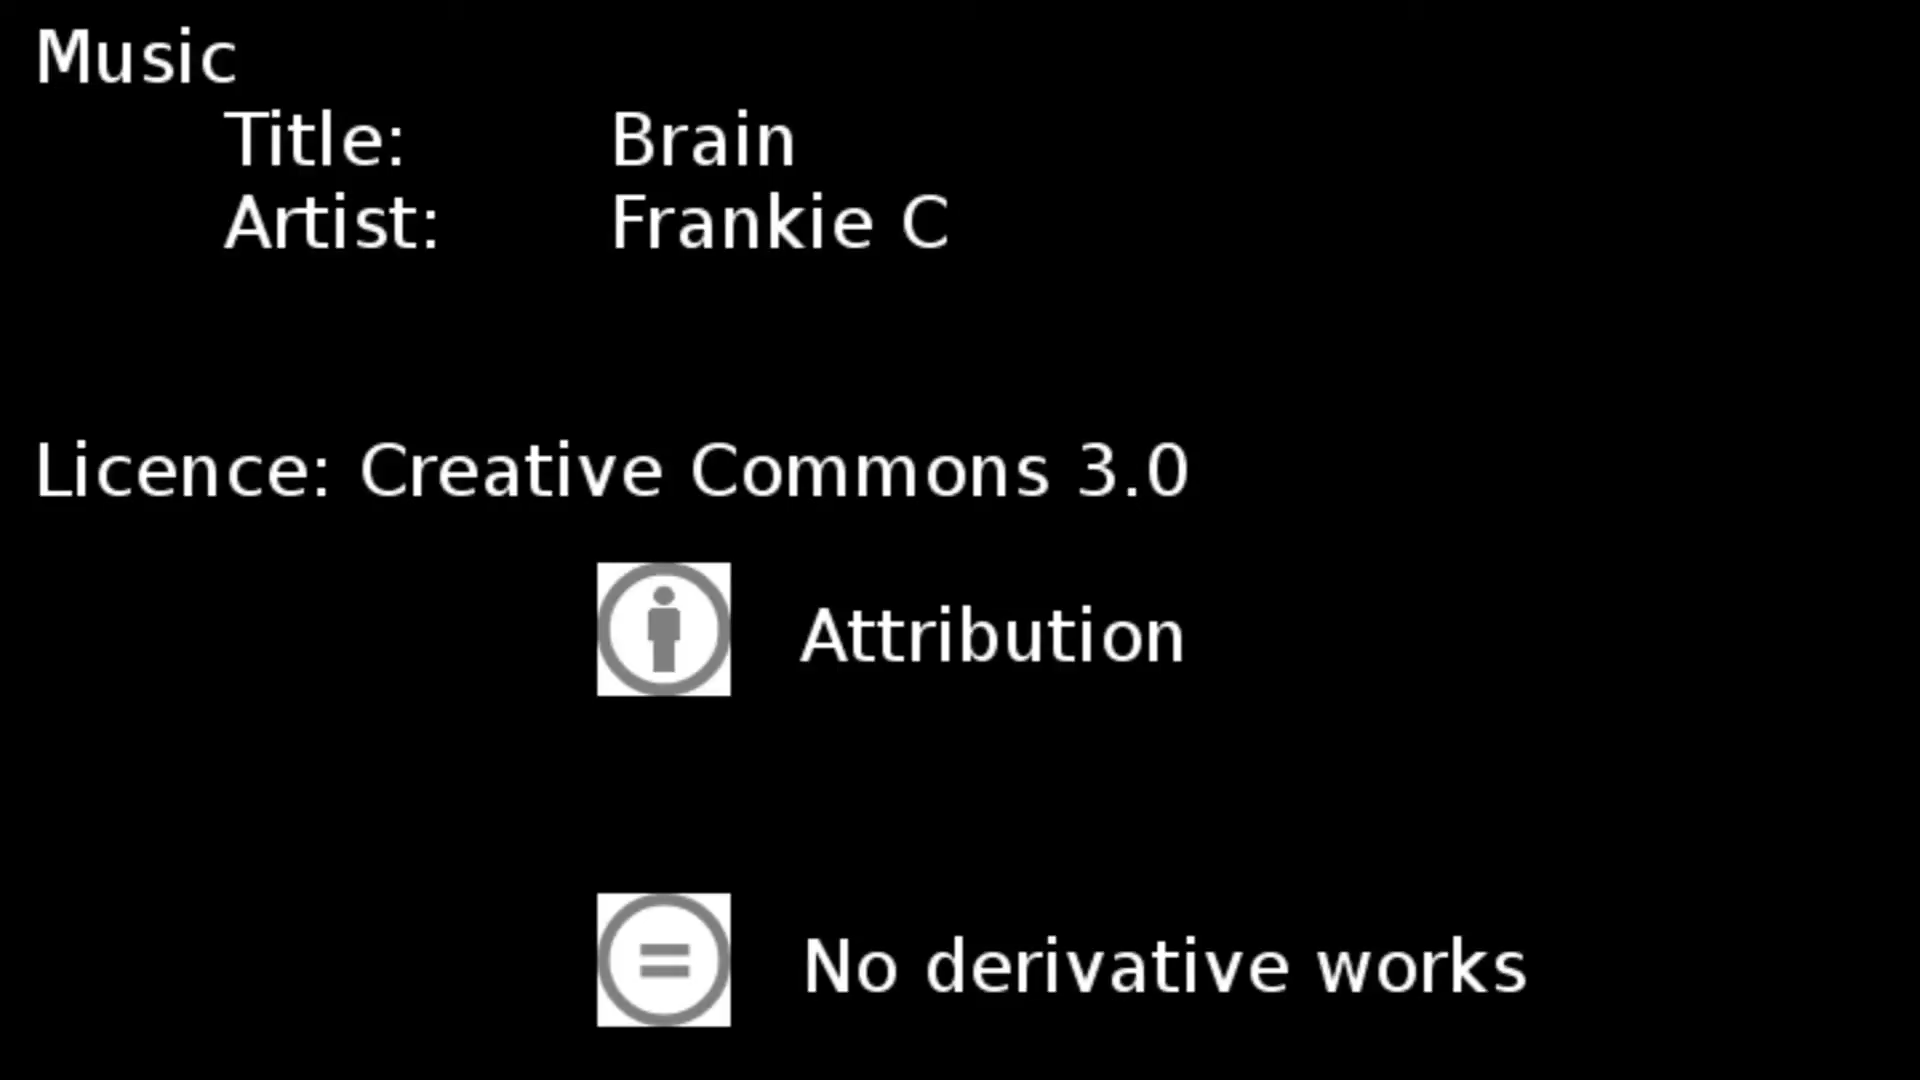 Music
Title: Brain
Artist: Frankie C
Licence: Creative Commons 3.0
Attribution
No derivative works